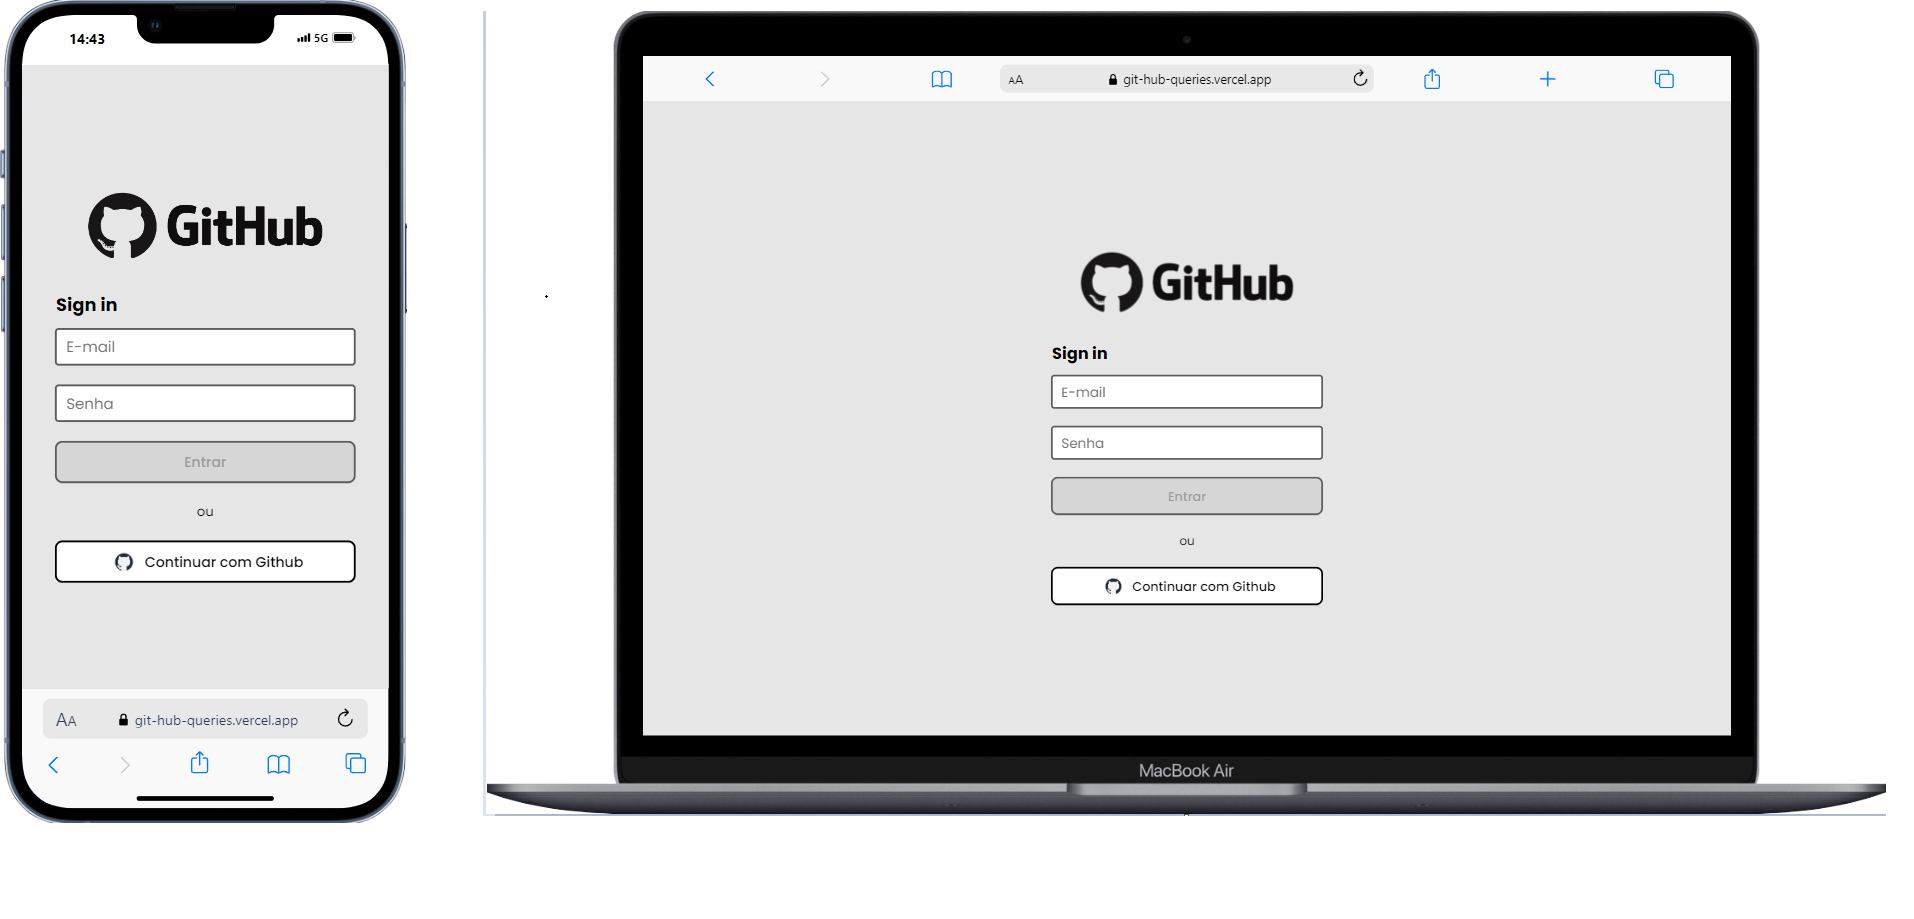 14:43
5G
GitHub
Sign in
E-mail
Senha
Entrar
ou
Continuar com Github
AA
git-hub-queries.vercel.app
AA
git-hub-queries.vercel.app
GitHub
Sign in
E-mail
Senha
Entrar
ou
Continuar com Github
MacBook Air